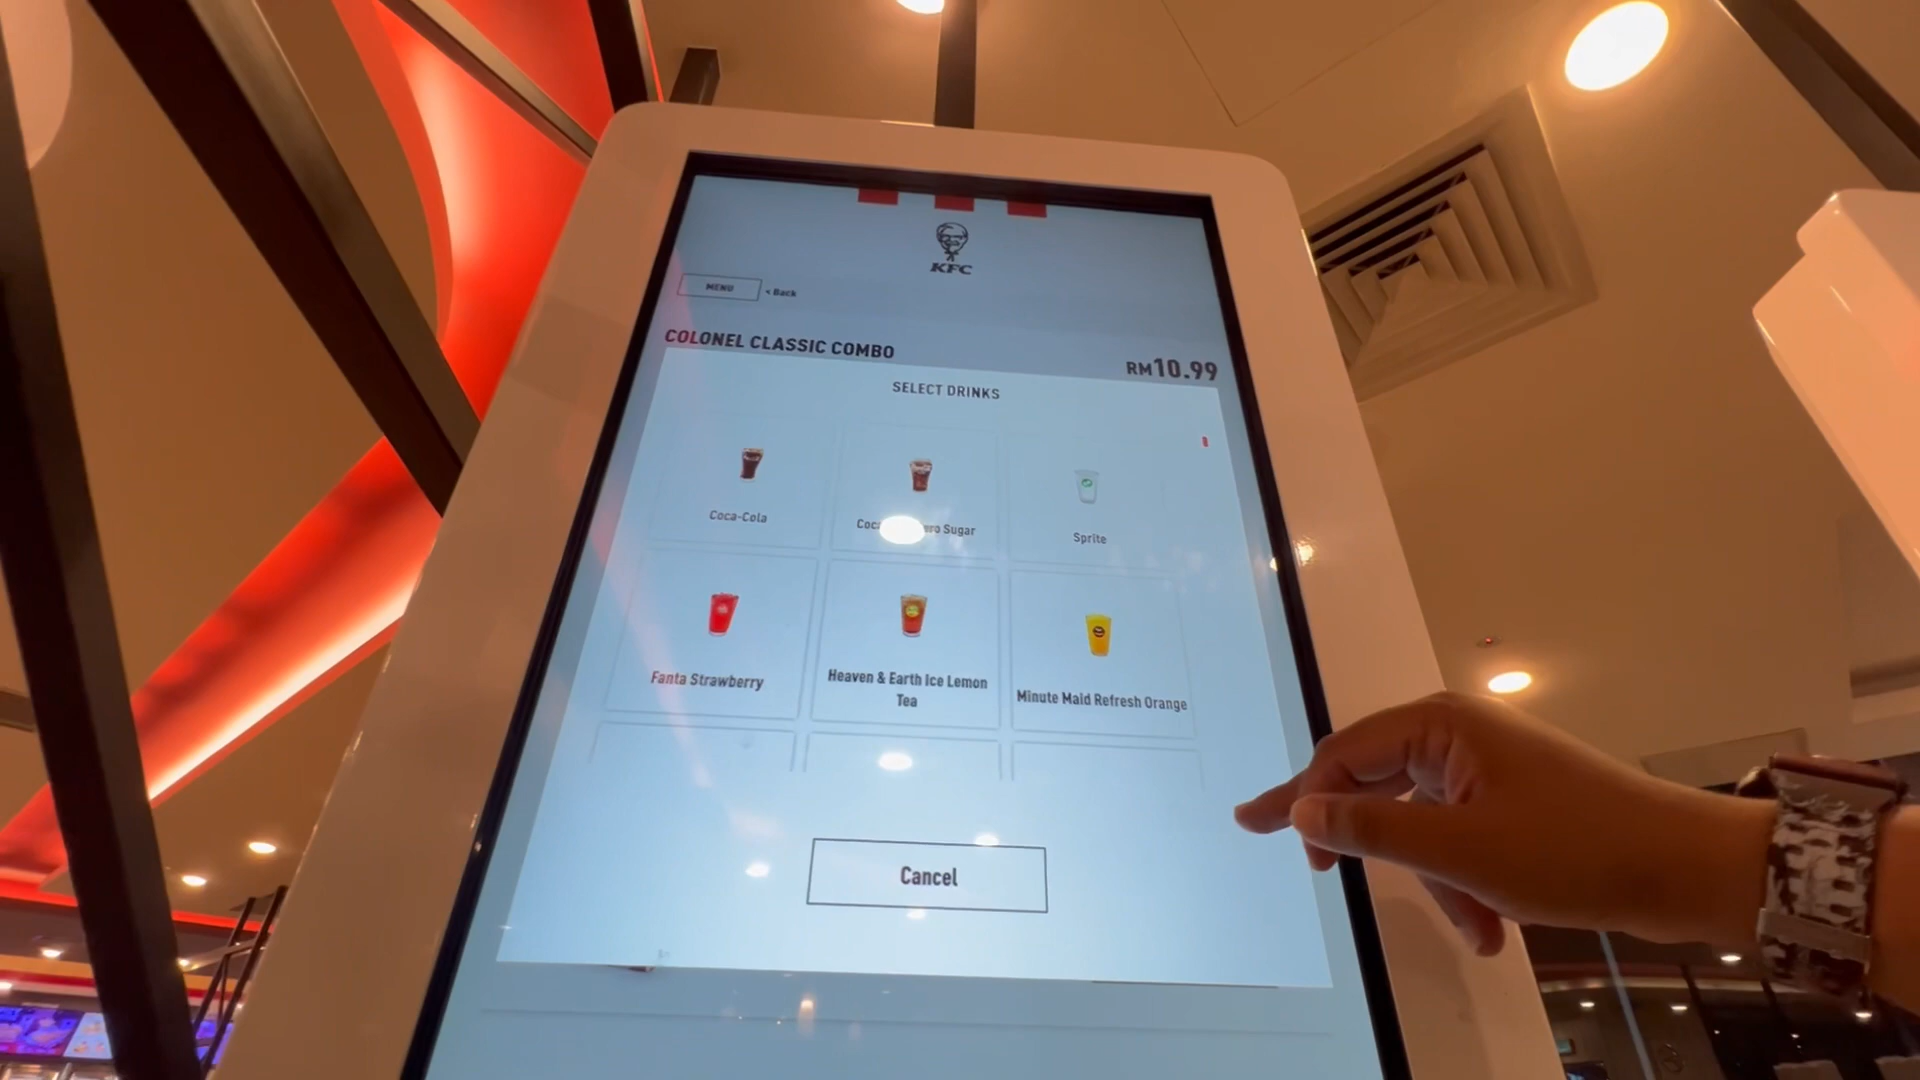 KFC
MENU
< Back
COLONEL CLASSIC COMBO
RM10.99
SELECT DRINKS
Coca-Cola
Sugar
Sprite
Fanta Strawberry
Heaven & Earth Ice Lemon
Tea
Minute Maid Refresh Orange
Cancel